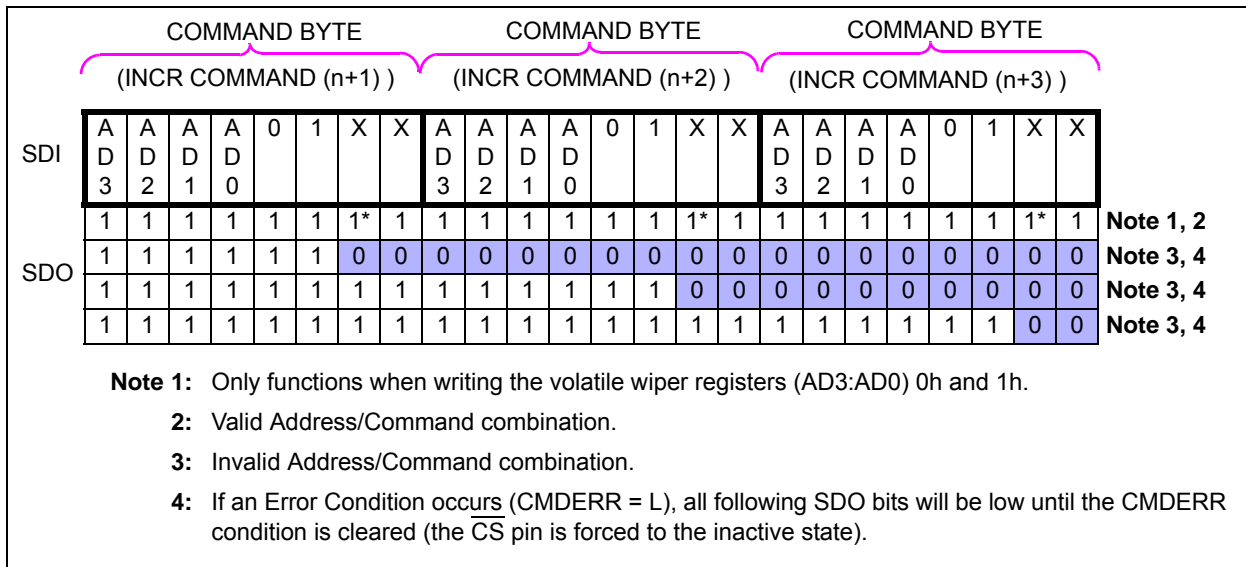 COMMAND BYTE COMMAND BYTE COMMAND BYTE
(INCR COMMAND (n+1) ) (INCR COMMAND (n+2) ) (INCR COMMAND (n+3) )
SDI
A A A A 0 1 X X A A A A 0 1 X X A A A A 0 1 X X
D D D D D D D D D D D D
3 2 1 0 3 2 1 0 3 2 1 0
SDO
1 1 1 1 1 1 1* 1 1 1 1 1 1 1 1* 1 1 1 1 1 1 1 1* 1 Note 1, 2
1 1 1 1 1 1 0 0 0 0 0 0 0 0 0 0 0 0 0 0 0 0 0 0 Note 3, 4
1 1 1 1 1 1 1 1 1 1 1 1 1 1 0 0 0 0 0 0 0 0 0 0 Note 3, 4
1 1 1 1 1 1 1 1 1 1 1 1 1 1 1 1 1 1 1 1 1 1 0 0 Note 3, 4
Note 1: Only functions when writing the volatile wiper registers (AD3:AD0) 0h and 1h.
2: Valid Address/Command combination.
3: Invalid Address/Command combination.
4: If an Error Condition occurs (CMDERR = L), all following SDO bits will be low until the CMDERR
condition is cleared (the C̅S̅ pin is forced to the inactive state).